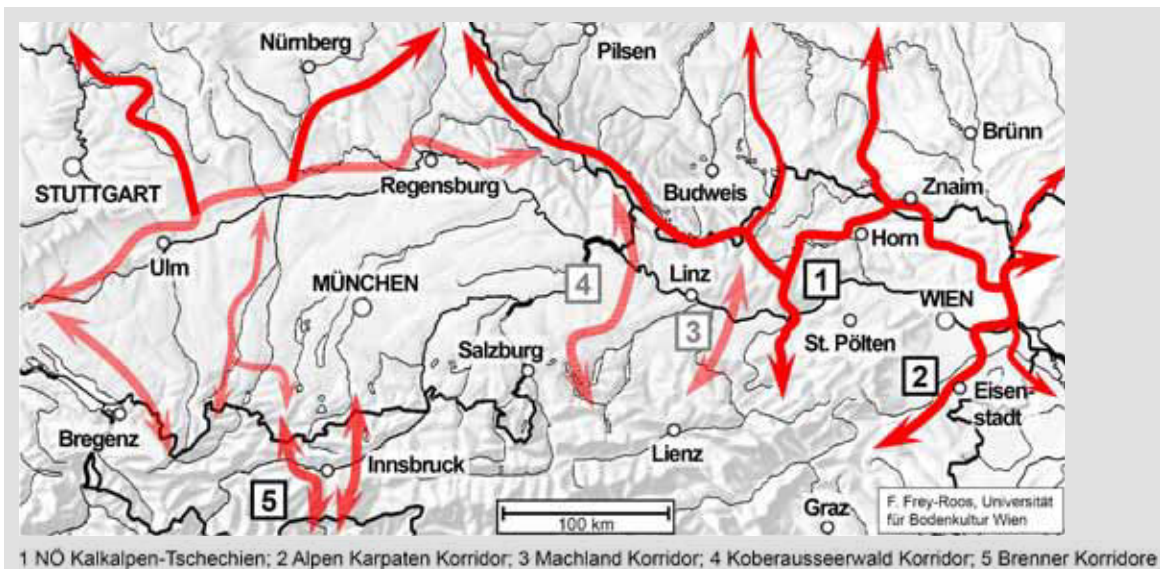 Nürnberg
Pilsen
Brünn
STUTTGART
Regensburg
Budweis
Znaim
Horn
Ulm
MÜNCHEN
4
Linz
1
WIEN
3
St. Pölten
Salzburg
2
Eisen-
stadt
Bregenz
Innsbruck
Lienz
5
100 km
Graz
F. Frey-Roos, Universität
für Bodenkultur Wien
1 NÖ Kalkalpen-Tschechien; 2 Alpen Karpaten Korridor; 3 Machland Korridor; 4 Koberausseerwald Korridor; 5 Brenner Korridore